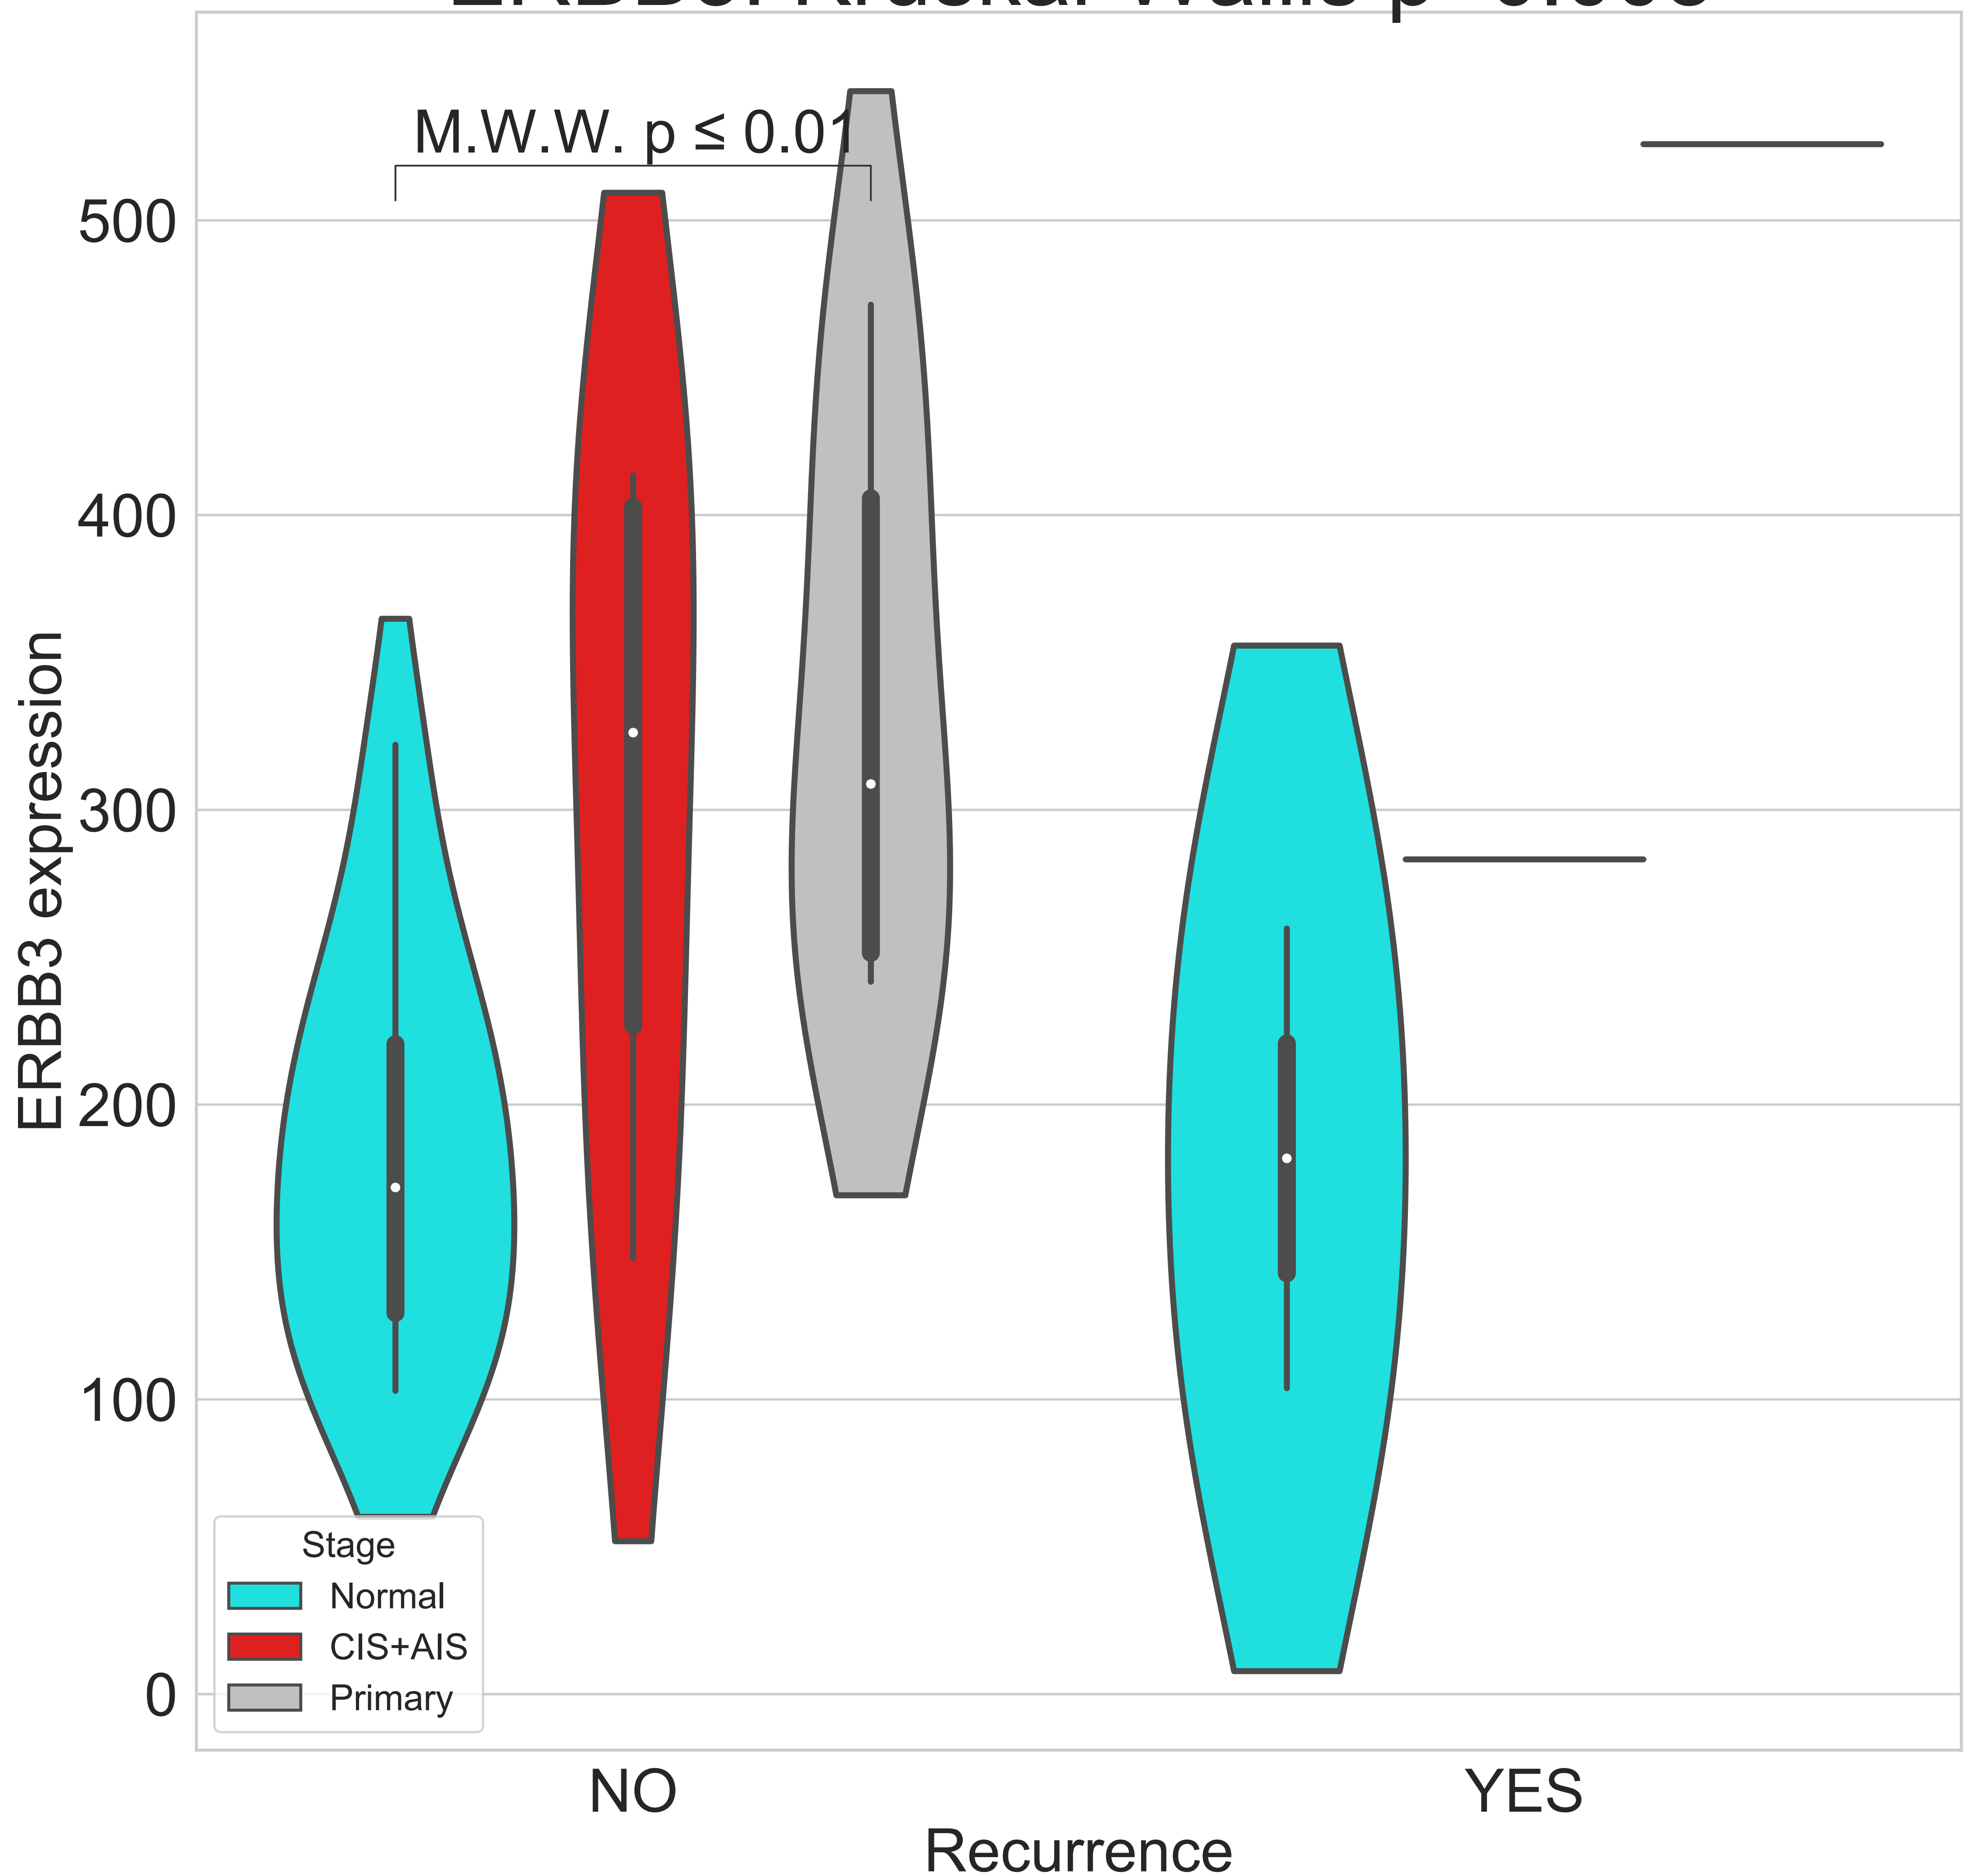 M.W.W. p ≤ 0.01
ERBB3 expression
500
400
300
200
100
0
Stage
Normal
CIS+AIS
Primary
NO
YES
Recurrence